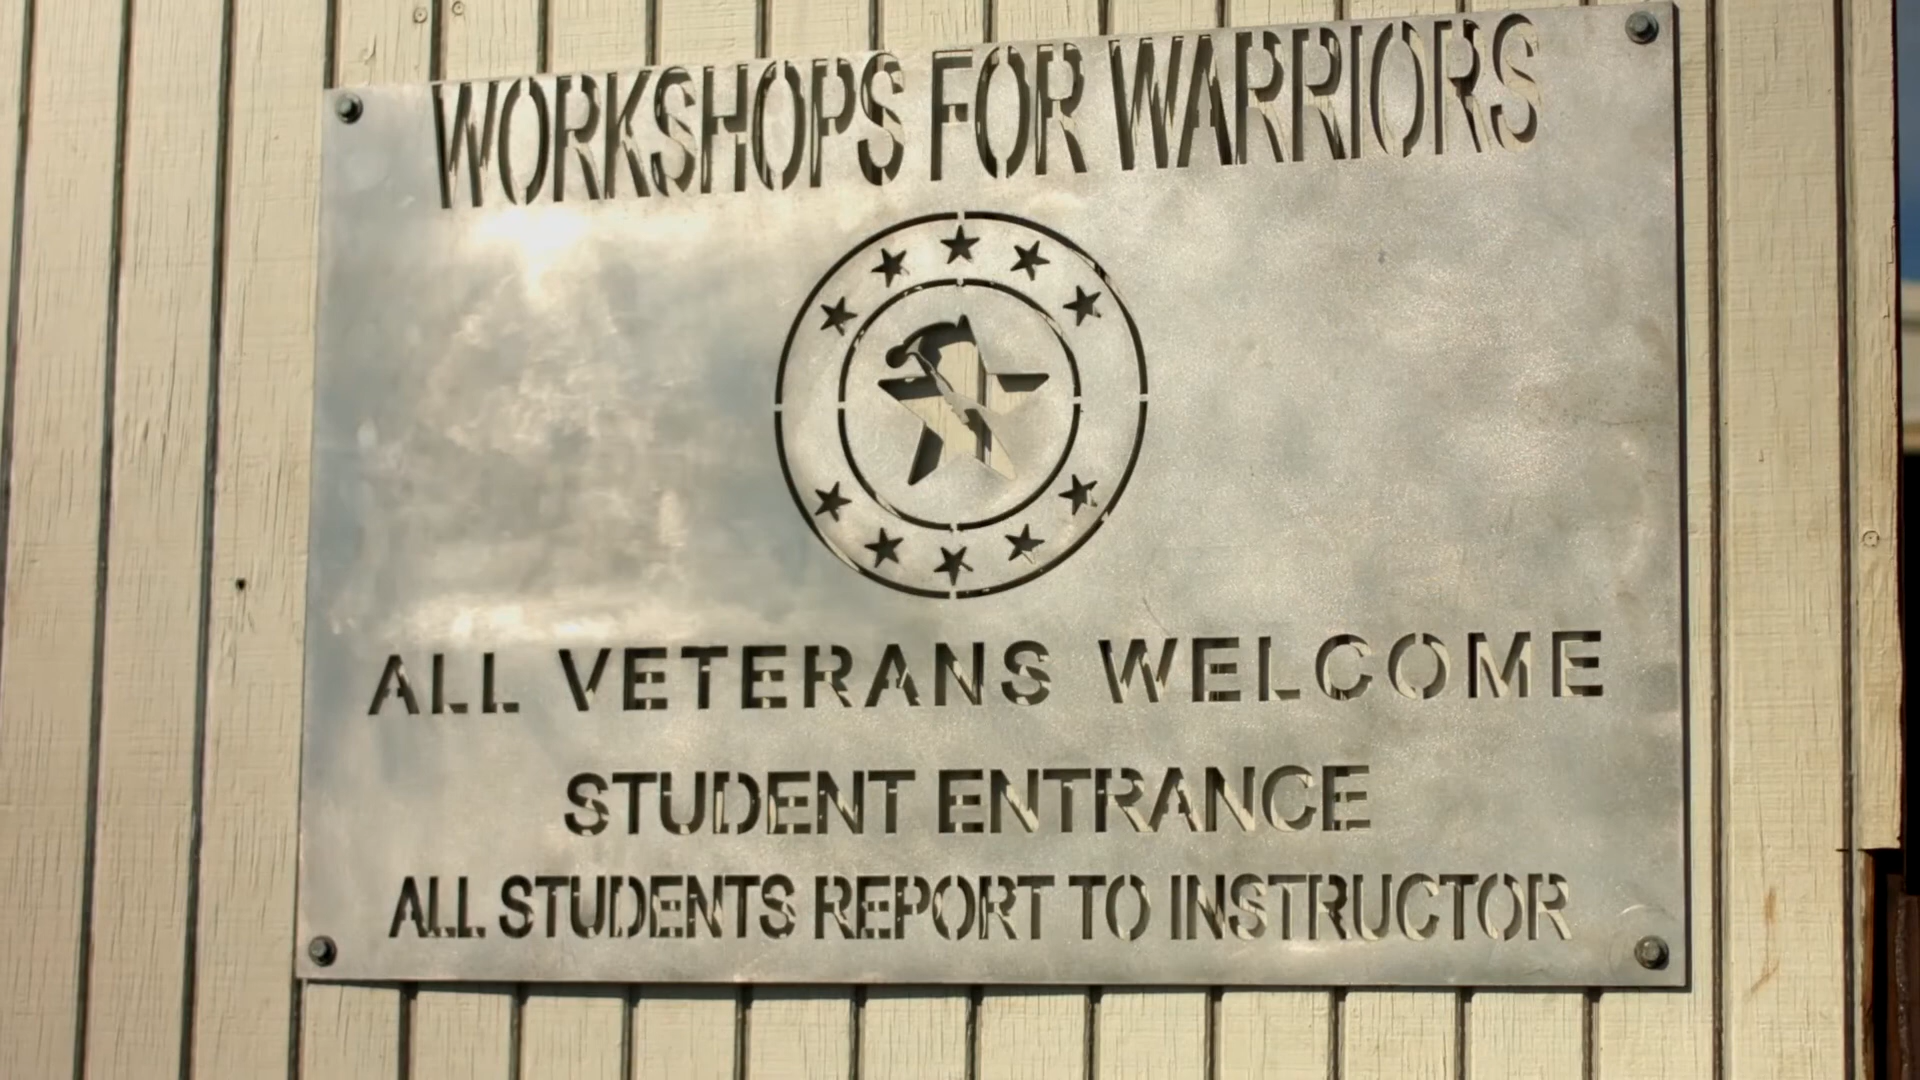 WORKSHOPS FOR WARRIORS
ALL VETERANS WELCOME
STUDENT ENTRANCE
ALL STUDENTS REPORT TO INSTRUCTOR